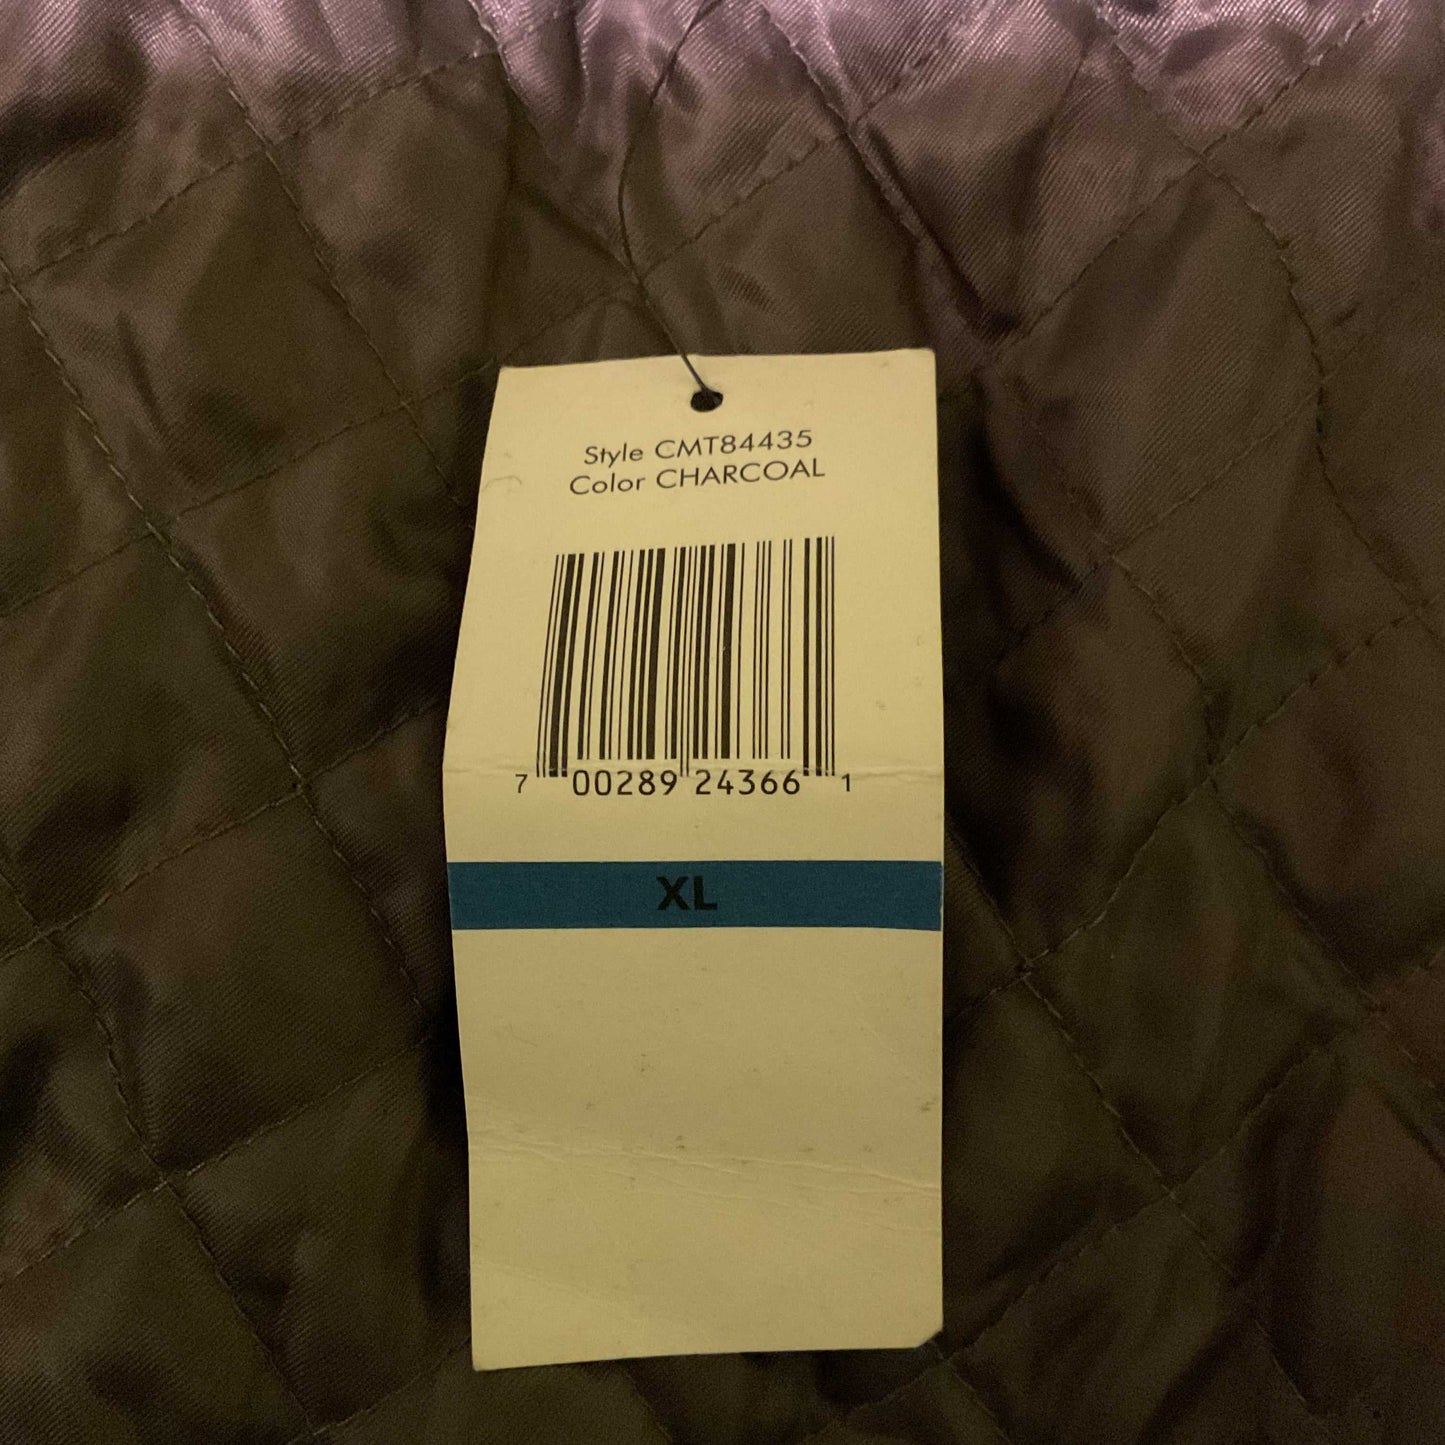 Style CMT84435
Color CHARCOAL
7 00289 24366 1
XL